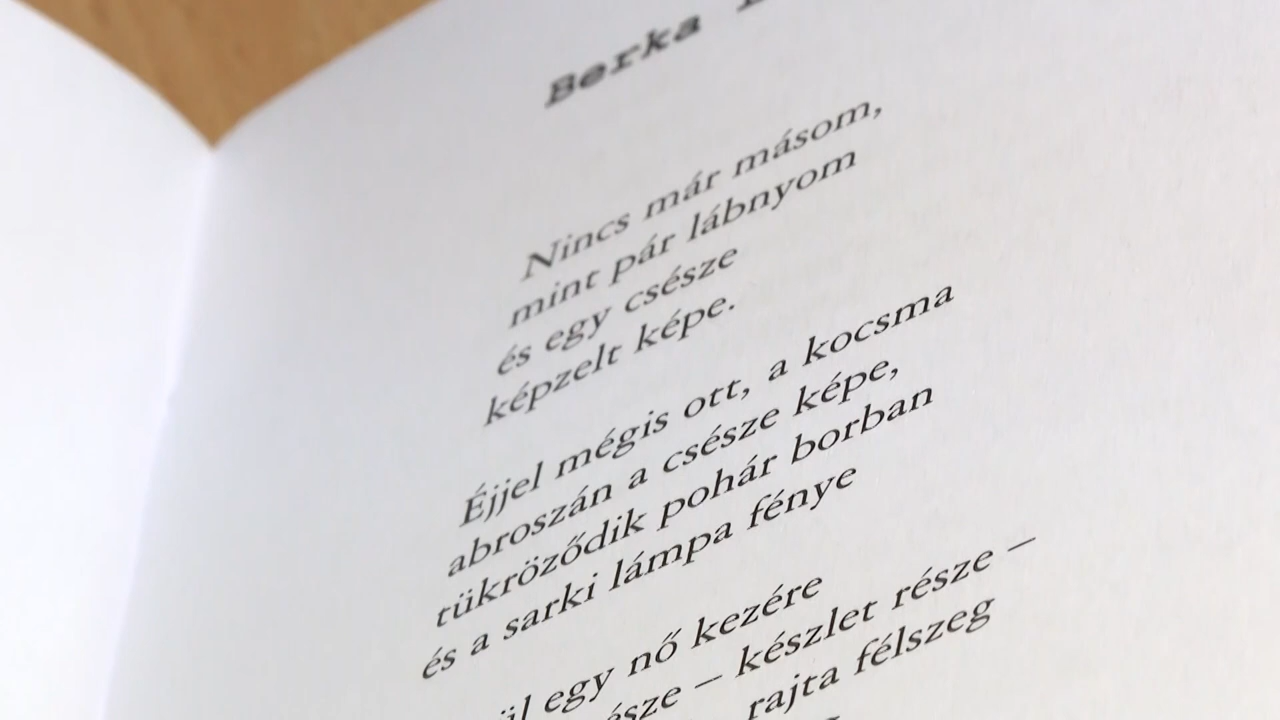 Berka
Nincs már másom,
mint pár lábnyom
és egy csésze
képzelt képe.
Éjjel mégis ott, a kocsma
abroszán a csésze képe,
tükröződik pohár borban
és a sarki lámpa fénye
egy nő kezére
– készlet része –
rajta félszeg